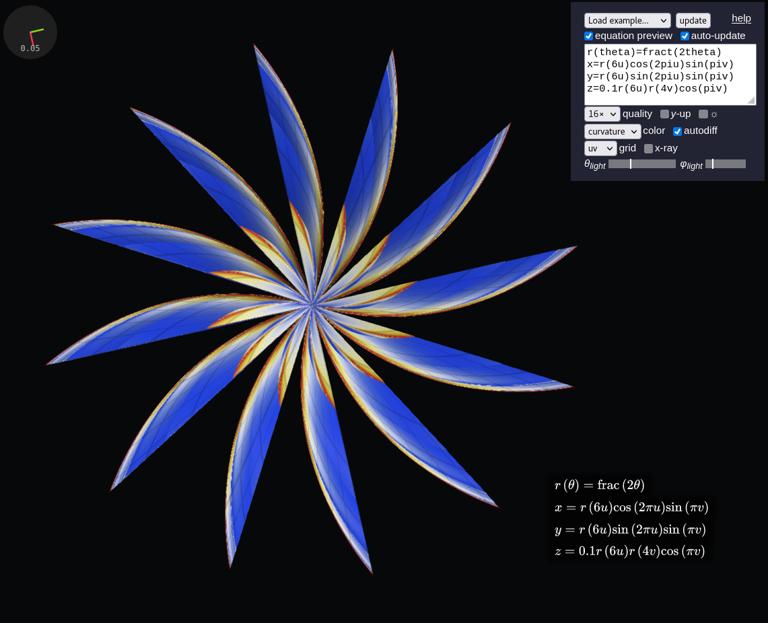 0.05
Load example... update help
equation preview auto-update
r(theta)=fract(2theta)
x=r(6u)cos(2piu)sin(piv)
y=r(6u)sin(2piu)sin(piv)
z=0.1r(6u)r(4v)cos(piv)
16× quality y-up ☼
curvature color autodiff
uv grid x-ray
θlight φlight
r(θ) = frac(2θ)
x = r(6u)cos(2πu)sin(πv)
y = r(6u)sin(2πu)sin(πv)
z = 0.1r(6u)r(4v)cos(πv)